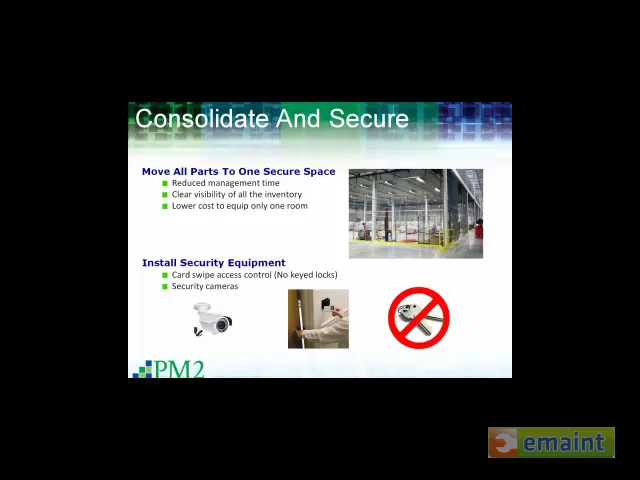 Consolidate And Secure
Move All Parts To One Secure Space
Reduced management time
Clear visibility of all the inventory
Lower cost to equip only one room
Install Security Equipment
Card swipe access control (No keyed locks)
Security cameras
PM2
emaint